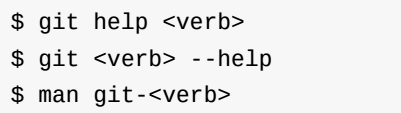 $ git help <verb>
$ git <verb> --help
$ man git-<verb>